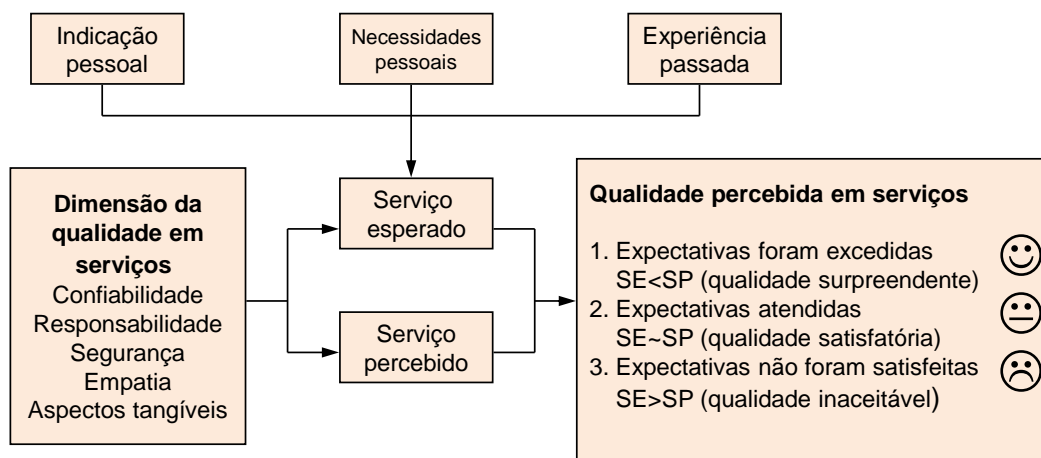 Indicação
pessoal
Necessidades
pessoais
Experiência
passada
Dimensão da
qualidade em
serviços
Confiabilidade
Responsabilidade
Segurança
Empatia
Aspectos tangíveis
Serviço
esperado
Serviço
percebido
Qualidade percebida em serviços
1. Expectativas foram excedidas
SE<SP (qualidade surpreendente)
2. Expectativas atendidas
SE~SP (qualidade satisfatória)
3. Expectativas não foram satisfeitas
SE>SP (qualidade inaceitável)